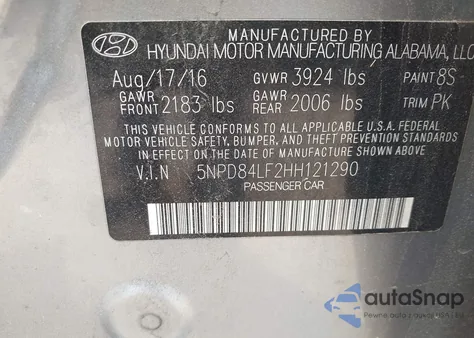 MANUFACTURED BY
HYUNDAI MOTOR MANUFACTURING ALABAMA, LLC
Aug/17/16 GVWR 3924 lbs PAINT 8S
GAWR FRONT 2183 lbs GAWR REAR 2006 lbs TRIM PK
THIS VEHICLE CONFORMS TO ALL APPLICABLE U.S.A. FEDERAL
MOTOR VEHICLE SAFETY, BUMPER, AND THEFT PREVENTION STANDARDS
IN EFFECT ON THE DATE OF MANUFACTURE SHOWN ABOVE.
V.I.N 5NPD84LF2HH121290
PASSENGER CAR
autoSnap